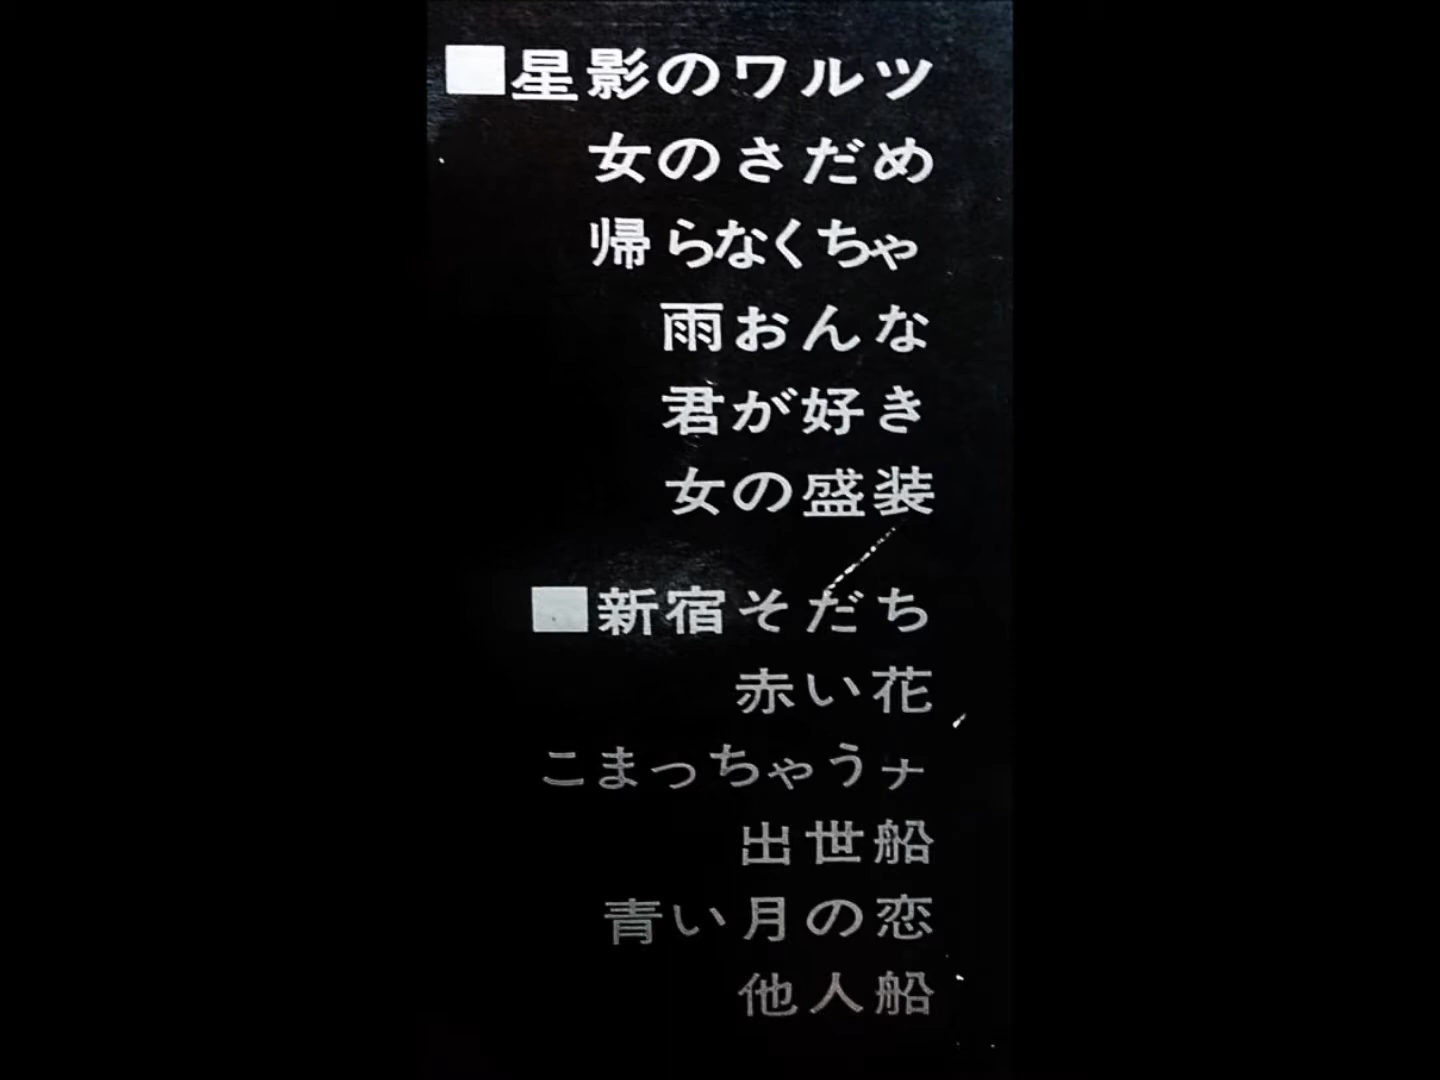 ■星影のワルツ
女のさだめ
帰らなくちゃ
雨おんな
君が好き
女の盛装
■新宿そだち
赤い花
こまっちゃうナ
出世船
青い月の恋
他人船